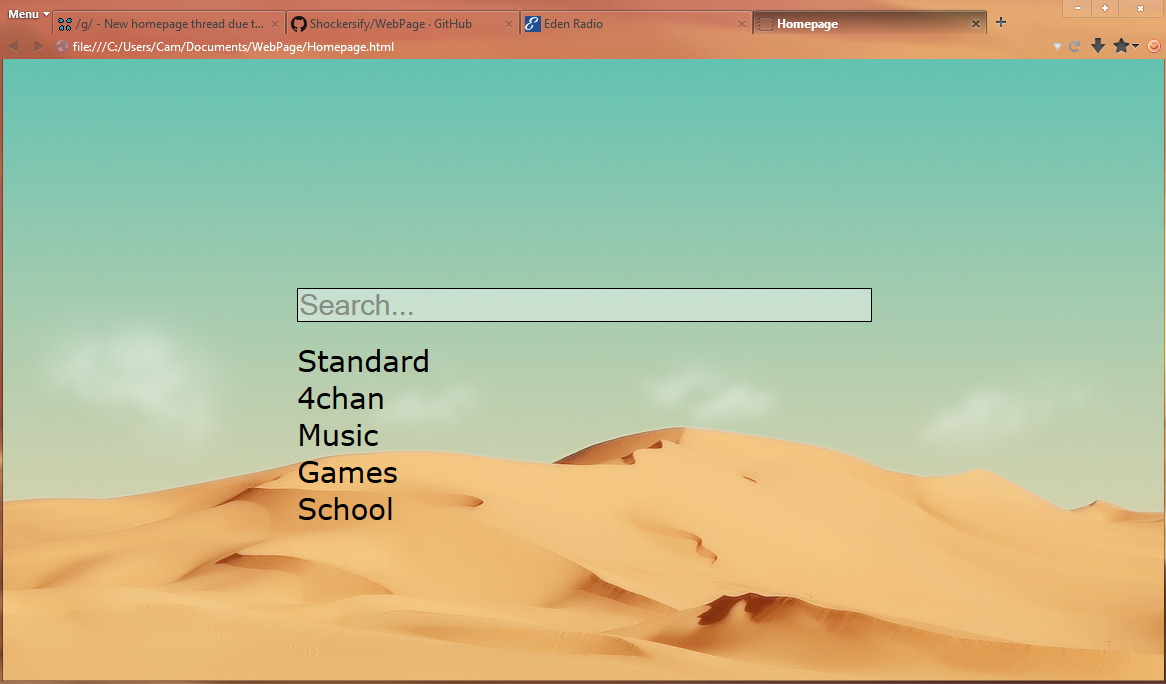 Menu
/g/ - New homepage thread due t...
Shockersify/WebPage · GitHub
Eden Radio
Homepage
file:///C:/Users/Cam/Documents/WebPage/Homepage.html
Search...
Standard
4chan
Music
Games
School